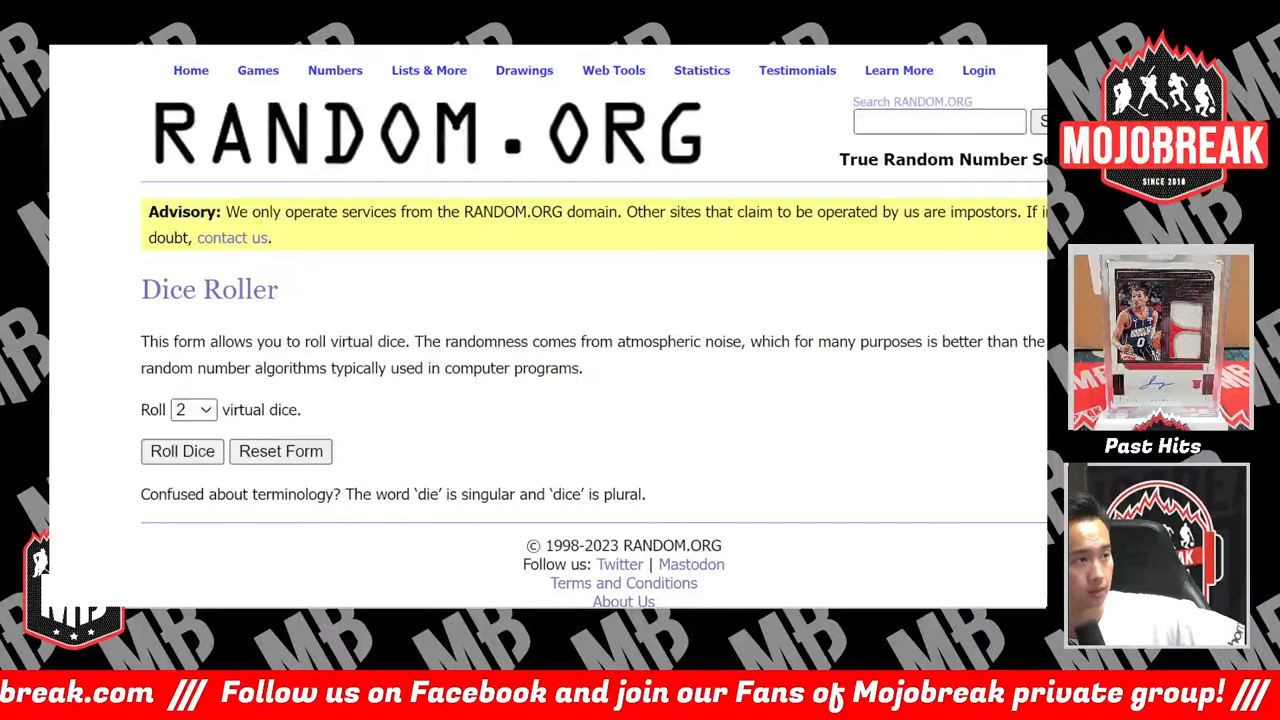 Home Games Numbers Lists & More Drawings Web Tools Statistics Testimonials Learn More Login
RANDOM.ORG
Search RANDOM.ORG
True Random Number Se
Advisory: We only operate services from the RANDOM.ORG domain. Other sites that claim to be operated by us are impostors. If in
doubt, contact us.
Dice Roller
This form allows you to roll virtual dice. The randomness comes from atmospheric noise, which for many purposes is better than the
random number algorithms typically used in computer programs.
Roll 2 virtual dice.
Roll Dice Reset Form
Confused about terminology? The word ‘die’ is singular and ‘dice’ is plural.
© 1998-2023 RANDOM.ORG
Follow us: Twitter | Mastodon
Terms and Conditions
About Us
MOJOBREAK
SINCE 2010
Past Hits
break.com /// Follow us on Facebook and join our Fans of Mojobreak private group! ///
MB